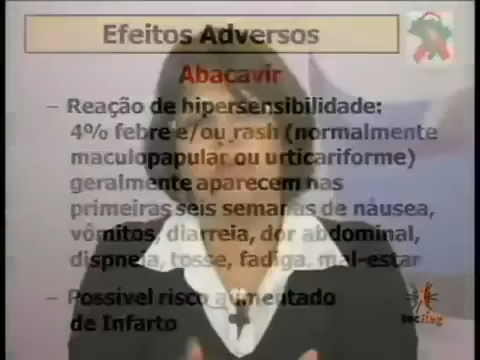 Efeitos Adversos
Abacavir
– Reação de hipersensibilidade:
4% febre e/ou rash (normalmente
maculopapular ou urticariforme)
geralmente aparecem nas
primeiras seis semanas de náusea,
vômitos, diarreia, dor abdominal,
dispneia, tosse, fadiga, mal-estar
– Possivel risco aumentado
de Infarto